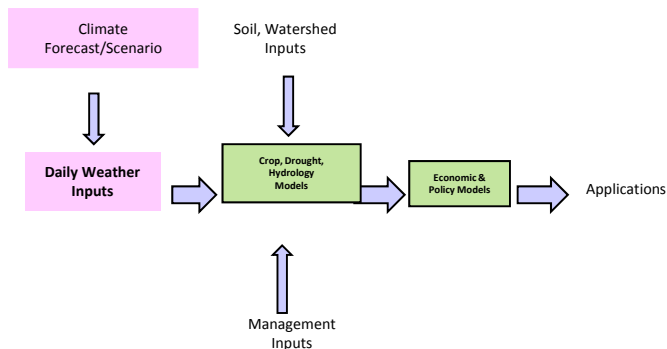 Climate
Forecast/Scenario
Soil, Watershed
Inputs
Daily Weather
Inputs
Crop, Drought,
Hydrology
Models
Economic &
Policy Models
Applications
Management
Inputs